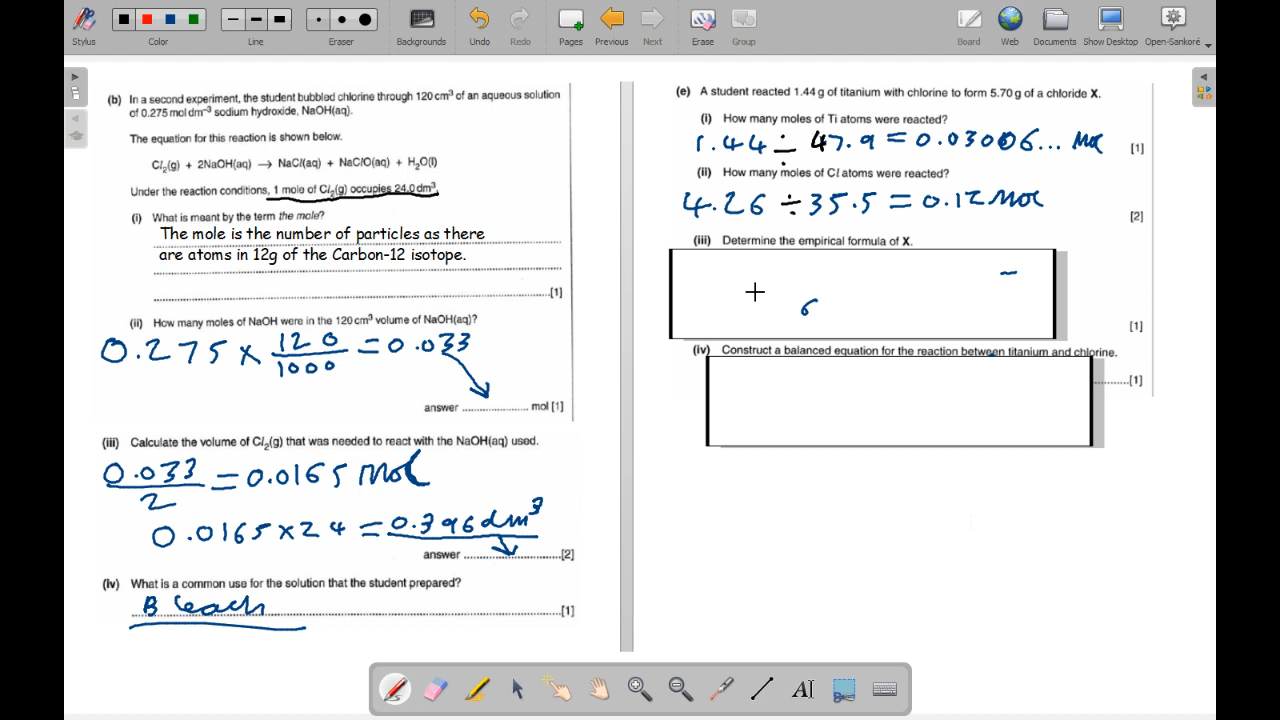 Stylus
Color
Line
Eraser
Backgrounds
Undo
Redo
Pages
Previous
Next
Erase
Group
Board
Web
Documents
Show Desktop
Open-Sankoré
(b) In a second experiment, the student bubbled chlorine through 120 cm³ of an aqueous solution
of 0.275 mol dm⁻³ sodium hydroxide, NaOH(aq).
The equation for this reaction is shown below.
Cl₂(g) + 2NaOH(aq) → NaCl(aq) + NaClO(aq) + H₂O(l)
Under the reaction conditions, 1 mole of Cl₂(g) occupies 24.0 dm³.
(i) What is meant by the term the mole?
The mole is the number of particles as there
are atoms in 12g of the Carbon-12 isotope.
[1]
(ii) How many moles of NaOH were in the 120 cm³ volume of NaOH(aq)?
0.275 × 120/1000 = 0.033
answer .................... mol [1]
(iii) Calculate the volume of Cl₂(g) that was needed to react with the NaOH(aq) used.
0.033/2 = 0.0165 Mol
0.0165 × 24 = 0.396 dm³
answer ..............................[2]
(iv) What is a common use for the solution that the student prepared?
Bleach
[1]
(e) A student reacted 1.44 g of titanium with chlorine to form 5.70 g of a chloride X.
(i) How many moles of Ti atoms were reacted?
1.44 ÷ 47.9 = 0.03006... Mol
[1]
(ii) How many moles of Cl atoms were reacted?
4.26 ÷ 35.5 = 0.12 Mol
[2]
(iii) Determine the empirical formula of X.
6
[1]
(iv) Construct a balanced equation for the reaction between titanium and chlorine.
..........[1]